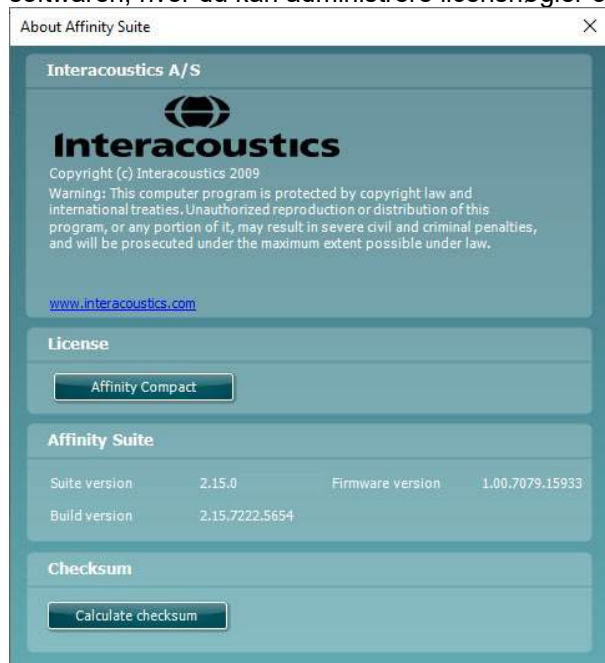 softwaren, hvor du kan administrere licensnøgler o
About Affinity Suite
Interacoustics A/S
Interacoustics
Copyright (c) Interacoustics 2009
Warning: This computer program is protected by copyright law and
international treaties. Unauthorized reproduction or distribution of this
program, or any portion of it, may result in severe civil and criminal penalties,
and will be prosecuted under the maximum extent possible under law.
www.interacoustics.com
License
Affinity Compact
Affinity Suite
Suite version 2.15.0 Firmware version 1.00.7079.15933
Build version 2.15.7222.5654
Checksum
Calculate checksum